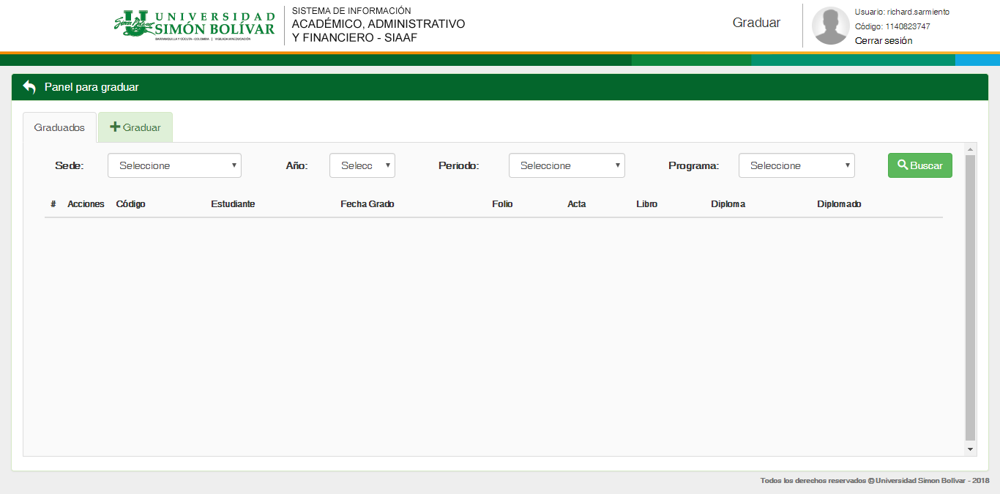 UNIVERSIDAD
SIMÓN BOLÍVAR
BARRANQUILLA Y CÚCUTA - COLOMBIA | VIGILADA MINEDUCACIÓN
SISTEMA DE INFORMACIÓN
ACADÉMICO, ADMINISTRATIVO
Y FINANCIERO - SIAAF
Graduar
Usuario: richard.sarmiento
Código: 1140823747
Cerrar sesión
Panel para graduar
Graduados
Graduar
Sede: Seleccione Año: Selecc Periodo: Seleccione Programa: Seleccione Buscar
# Acciones Código Estudiante Fecha Grado Folio Acta Libro Diploma Diplomado
Todos los derechos reservados @ Universidad Simon Bolívar - 2018